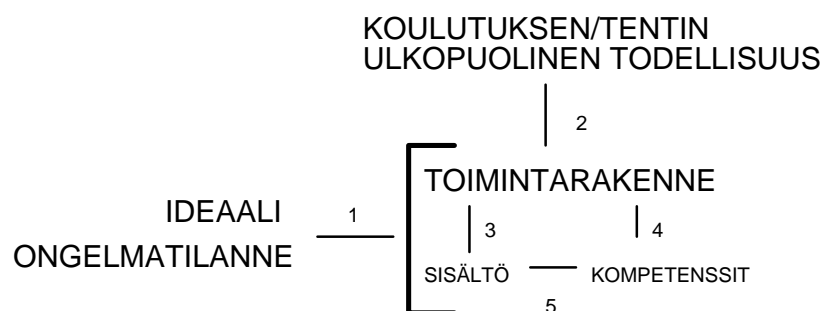 KOULUTUKSEN/TENTIN
ULKOPUOLINEN TODELLISUUS
2
TOIMINTARAKENNE
IDEAALI
ONGELMATILANNE
1
3
4
SISÄLTÖ
KOMPETENSSIT
5